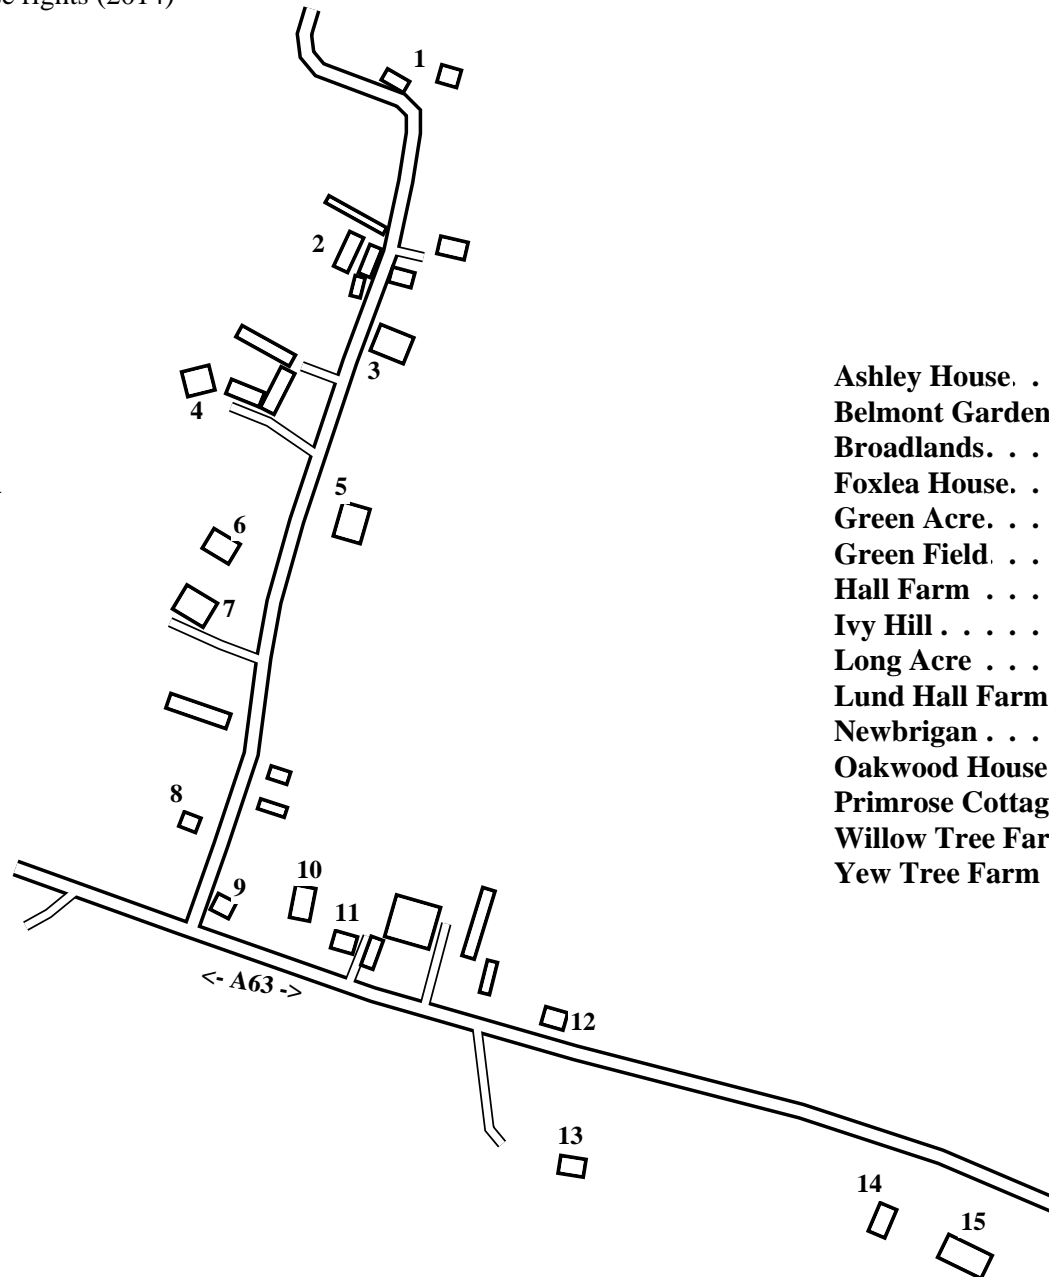 rights (2014)
1
2
3
4
5
6
7
8
9
10
11
<- A63 ->
12
13
14
15
Ashley House. .
Belmont Garden
Broadlands. . .
Foxlea House. .
Green Acre. . .
Green Field. . .
Hall Farm . . .
Ivy Hill . . . . .
Long Acre . . .
Lund Hall Farm
Newbrigan . . .
Oakwood House
Primrose Cottag
Willow Tree Far
Yew Tree Farm